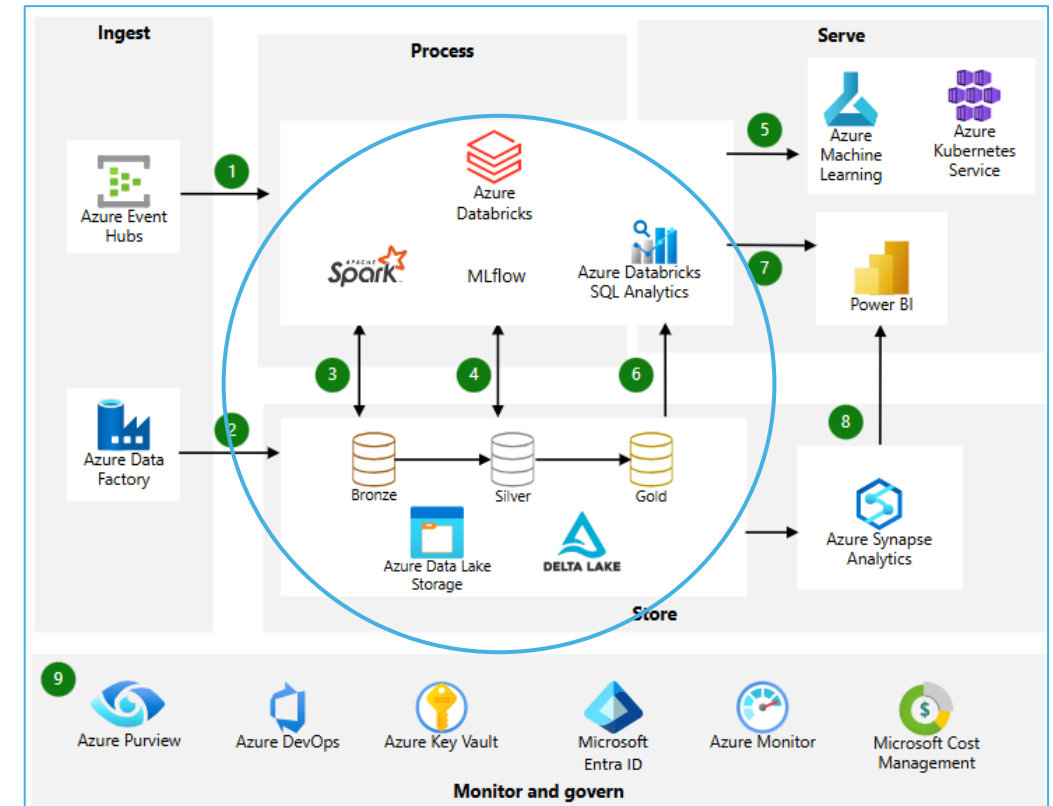 Ingest
Process
Serve
Azure Event
Hubs
1
Azure
Databricks
APACHE
Spark
MLflow
Azure Databricks
SQL Analytics
5
Azure
Machine
Learning
Azure
Kubernetes
Service
7
Power BI
3
4
6
Azure Data
Factory
2
Bronze
Silver
Gold
Azure Data Lake
Storage
DELTA LAKE
8
Azure Synapse
Analytics
Store
9
Azure Purview
Azure DevOps
Azure Key Vault
Microsoft
Entra ID
Azure Monitor
$
Microsoft Cost
Management
Monitor and govern